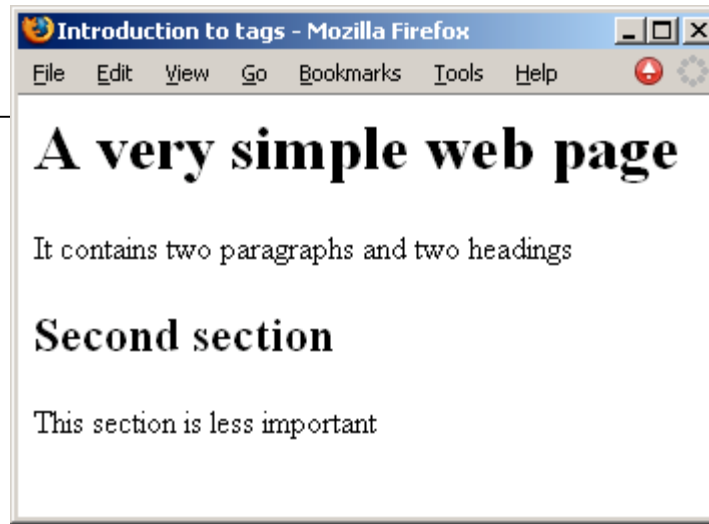 Introduction to tags - Mozilla Firefox
File Edit View Go Bookmarks Tools Help
A very simple web page
It contains two paragraphs and two headings
Second section
This section is less important